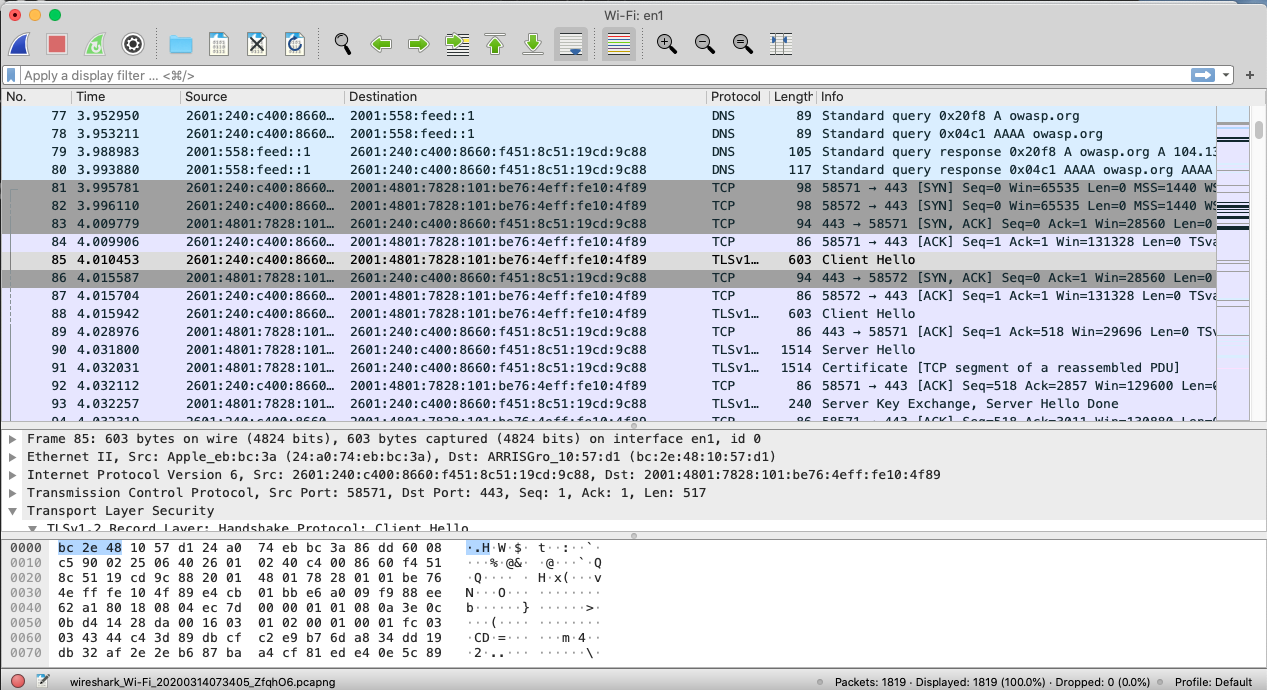 Wi-Fi: en1
Apply a display filter ... <⌘/>
No. Time Source Destination Protocol Length Info
77 3.952950 2601:240:c400:8660… 2001:558:feed::1 DNS 89 Standard query 0x20f8 A owasp.org
78 3.953211 2601:240:c400:8660… 2001:558:feed::1 DNS 89 Standard query 0x04c1 AAAA owasp.org
79 3.988983 2001:558:feed::1 2601:240:c400:8660:f451:8c51:19cd:9c88 DNS 105 Standard query response 0x20f8 A owasp.org A 104.13
80 3.993880 2001:558:feed::1 2601:240:c400:8660:f451:8c51:19cd:9c88 DNS 117 Standard query response 0x04c1 AAAA owasp.org AAAA
81 3.995781 2601:240:c400:8660… 2001:4801:7828:101:be76:4eff:fe10:4f89 TCP 98 58571 → 443 [SYN] Seq=0 Win=65535 Len=0 MSS=1440 WS
82 3.996110 2601:240:c400:8660… 2001:4801:7828:101:be76:4eff:fe10:4f89 TCP 98 58572 → 443 [SYN] Seq=0 Win=65535 Len=0 MSS=1440 WS
83 4.009779 2001:4801:7828:101… 2601:240:c400:8660:f451:8c51:19cd:9c88 TCP 94 443 → 58571 [SYN, ACK] Seq=0 Ack=1 Win=28560 Len=0
84 4.009906 2601:240:c400:8660… 2001:4801:7828:101:be76:4eff:fe10:4f89 TCP 86 58571 → 443 [ACK] Seq=1 Ack=1 Win=131328 Len=0 TSva
85 4.010453 2601:240:c400:8660… 2001:4801:7828:101:be76:4eff:fe10:4f89 TLSv1… 603 Client Hello
86 4.015587 2001:4801:7828:101… 2601:240:c400:8660:f451:8c51:19cd:9c88 TCP 94 443 → 58572 [SYN, ACK] Seq=0 Ack=1 Win=28560 Len=0
87 4.015704 2601:240:c400:8660… 2001:4801:7828:101:be76:4eff:fe10:4f89 TCP 86 58572 → 443 [ACK] Seq=1 Ack=1 Win=131328 Len=0 TSva
88 4.015942 2601:240:c400:8660… 2001:4801:7828:101:be76:4eff:fe10:4f89 TLSv1… 603 Client Hello
89 4.028976 2001:4801:7828:101… 2601:240:c400:8660:f451:8c51:19cd:9c88 TCP 86 443 → 58571 [ACK] Seq=1 Ack=518 Win=29696 Len=0 TSv
90 4.031800 2001:4801:7828:101… 2601:240:c400:8660:f451:8c51:19cd:9c88 TLSv1… 1514 Server Hello
91 4.032031 2001:4801:7828:101… 2601:240:c400:8660:f451:8c51:19cd:9c88 TLSv1… 1514 Certificate [TCP segment of a reassembled PDU]
92 4.032112 2601:240:c400:8660… 2001:4801:7828:101:be76:4eff:fe10:4f89 TCP 86 58571 → 443 [ACK] Seq=518 Ack=2857 Win=129600 Len=
93 4.032257 2001:4801:7828:101… 2601:240:c400:8660:f451:8c51:19cd:9c88 TLSv1… 240 Server Key Exchange, Server Hello Done
Frame 85: 603 bytes on wire (4824 bits), 603 bytes captured (4824 bits) on interface en1, id 0
Ethernet II, Src: Apple_eb:bc:3a (24:a0:74:eb:bc:3a), Dst: ARRISGro_10:57:d1 (bc:2e:48:10:57:d1)
Internet Protocol Version 6, Src: 2601:240:c400:8660:f451:8c51:19cd:9c88, Dst: 2001:4801:7828:101:be76:4eff:fe10:4f89
Transmission Control Protocol, Src Port: 58571, Dst Port: 443, Seq: 1, Ack: 1, Len: 517
Transport Layer Security
TLSv1.2 Record Layer: Handshake Protocol: Client Hello
0000 bc 2e 48 10 57 d1 24 a0 74 eb bc 3a 86 dd 60 08 ·.H·W·$· t··:··`·
0010 c5 90 02 25 06 40 26 01 02 40 c4 00 86 60 f4 51 ···%·@&· ·@···`·Q
0020 8c 51 19 cd 9c 88 20 01 48 01 78 28 01 01 be 76 ·Q···· · H·x(···v
0030 4e ff fe 10 4f 89 e4 cb 01 bb e6 a0 09 f9 88 ee N···O··· ········
0040 62 a1 80 18 08 04 ec 7d 00 00 01 01 08 0a 3e 0c b······} ······>·
0050 0b d4 14 28 da 00 16 03 01 02 00 01 00 01 fc 03 ···(···· ········
0060 03 43 44 c4 3d 89 db cf c2 e9 b7 6d a8 34 dd 19 ·CD·=··· ···m·4··
0070 db 32 af 2e 2e b6 87 ba a4 cf 81 ed e4 0e 5c 89 ·2·..··· ······\·
wireshark_Wi-Fi_20200314073405_ZfqhO6.pcapng Packets: 1819 · Displayed: 1819 (100.0%) · Dropped: 0 (0.0%) Profile: Default